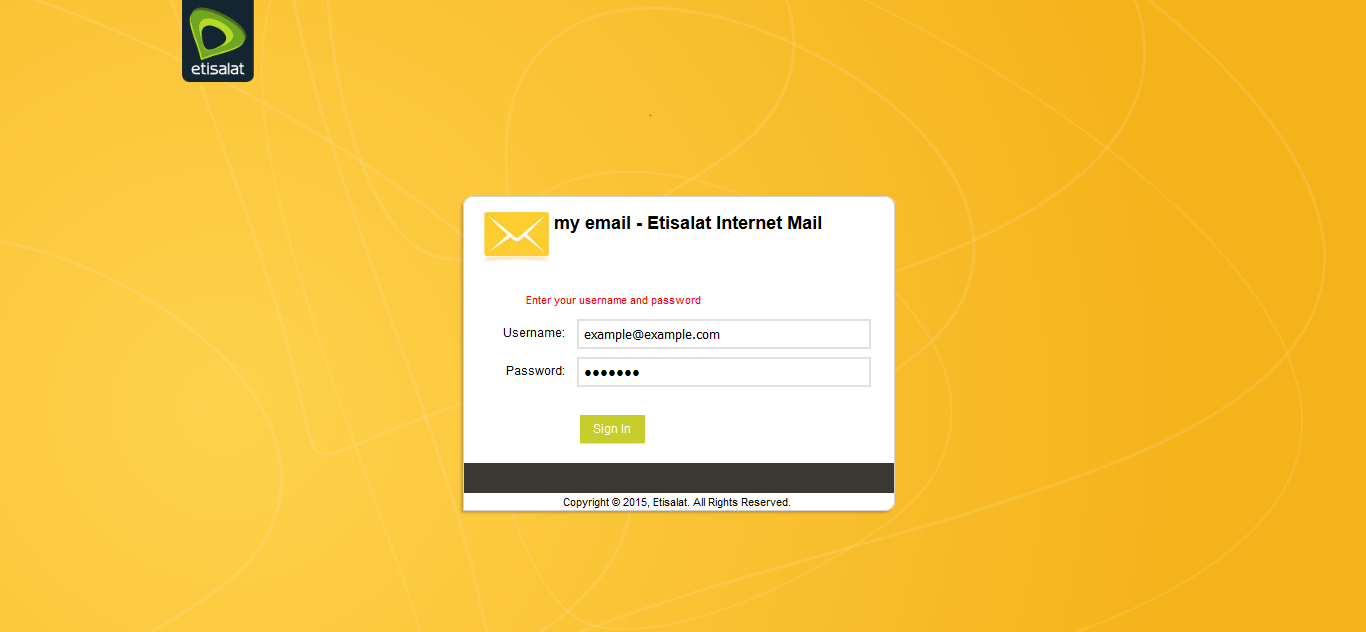 etisalat
my email - Etisalat Internet Mail
Enter your username and password
Username: example@example.com
Password: •••••••
Sign In
Copyright © 2015, Etisalat. All Rights Reserved.